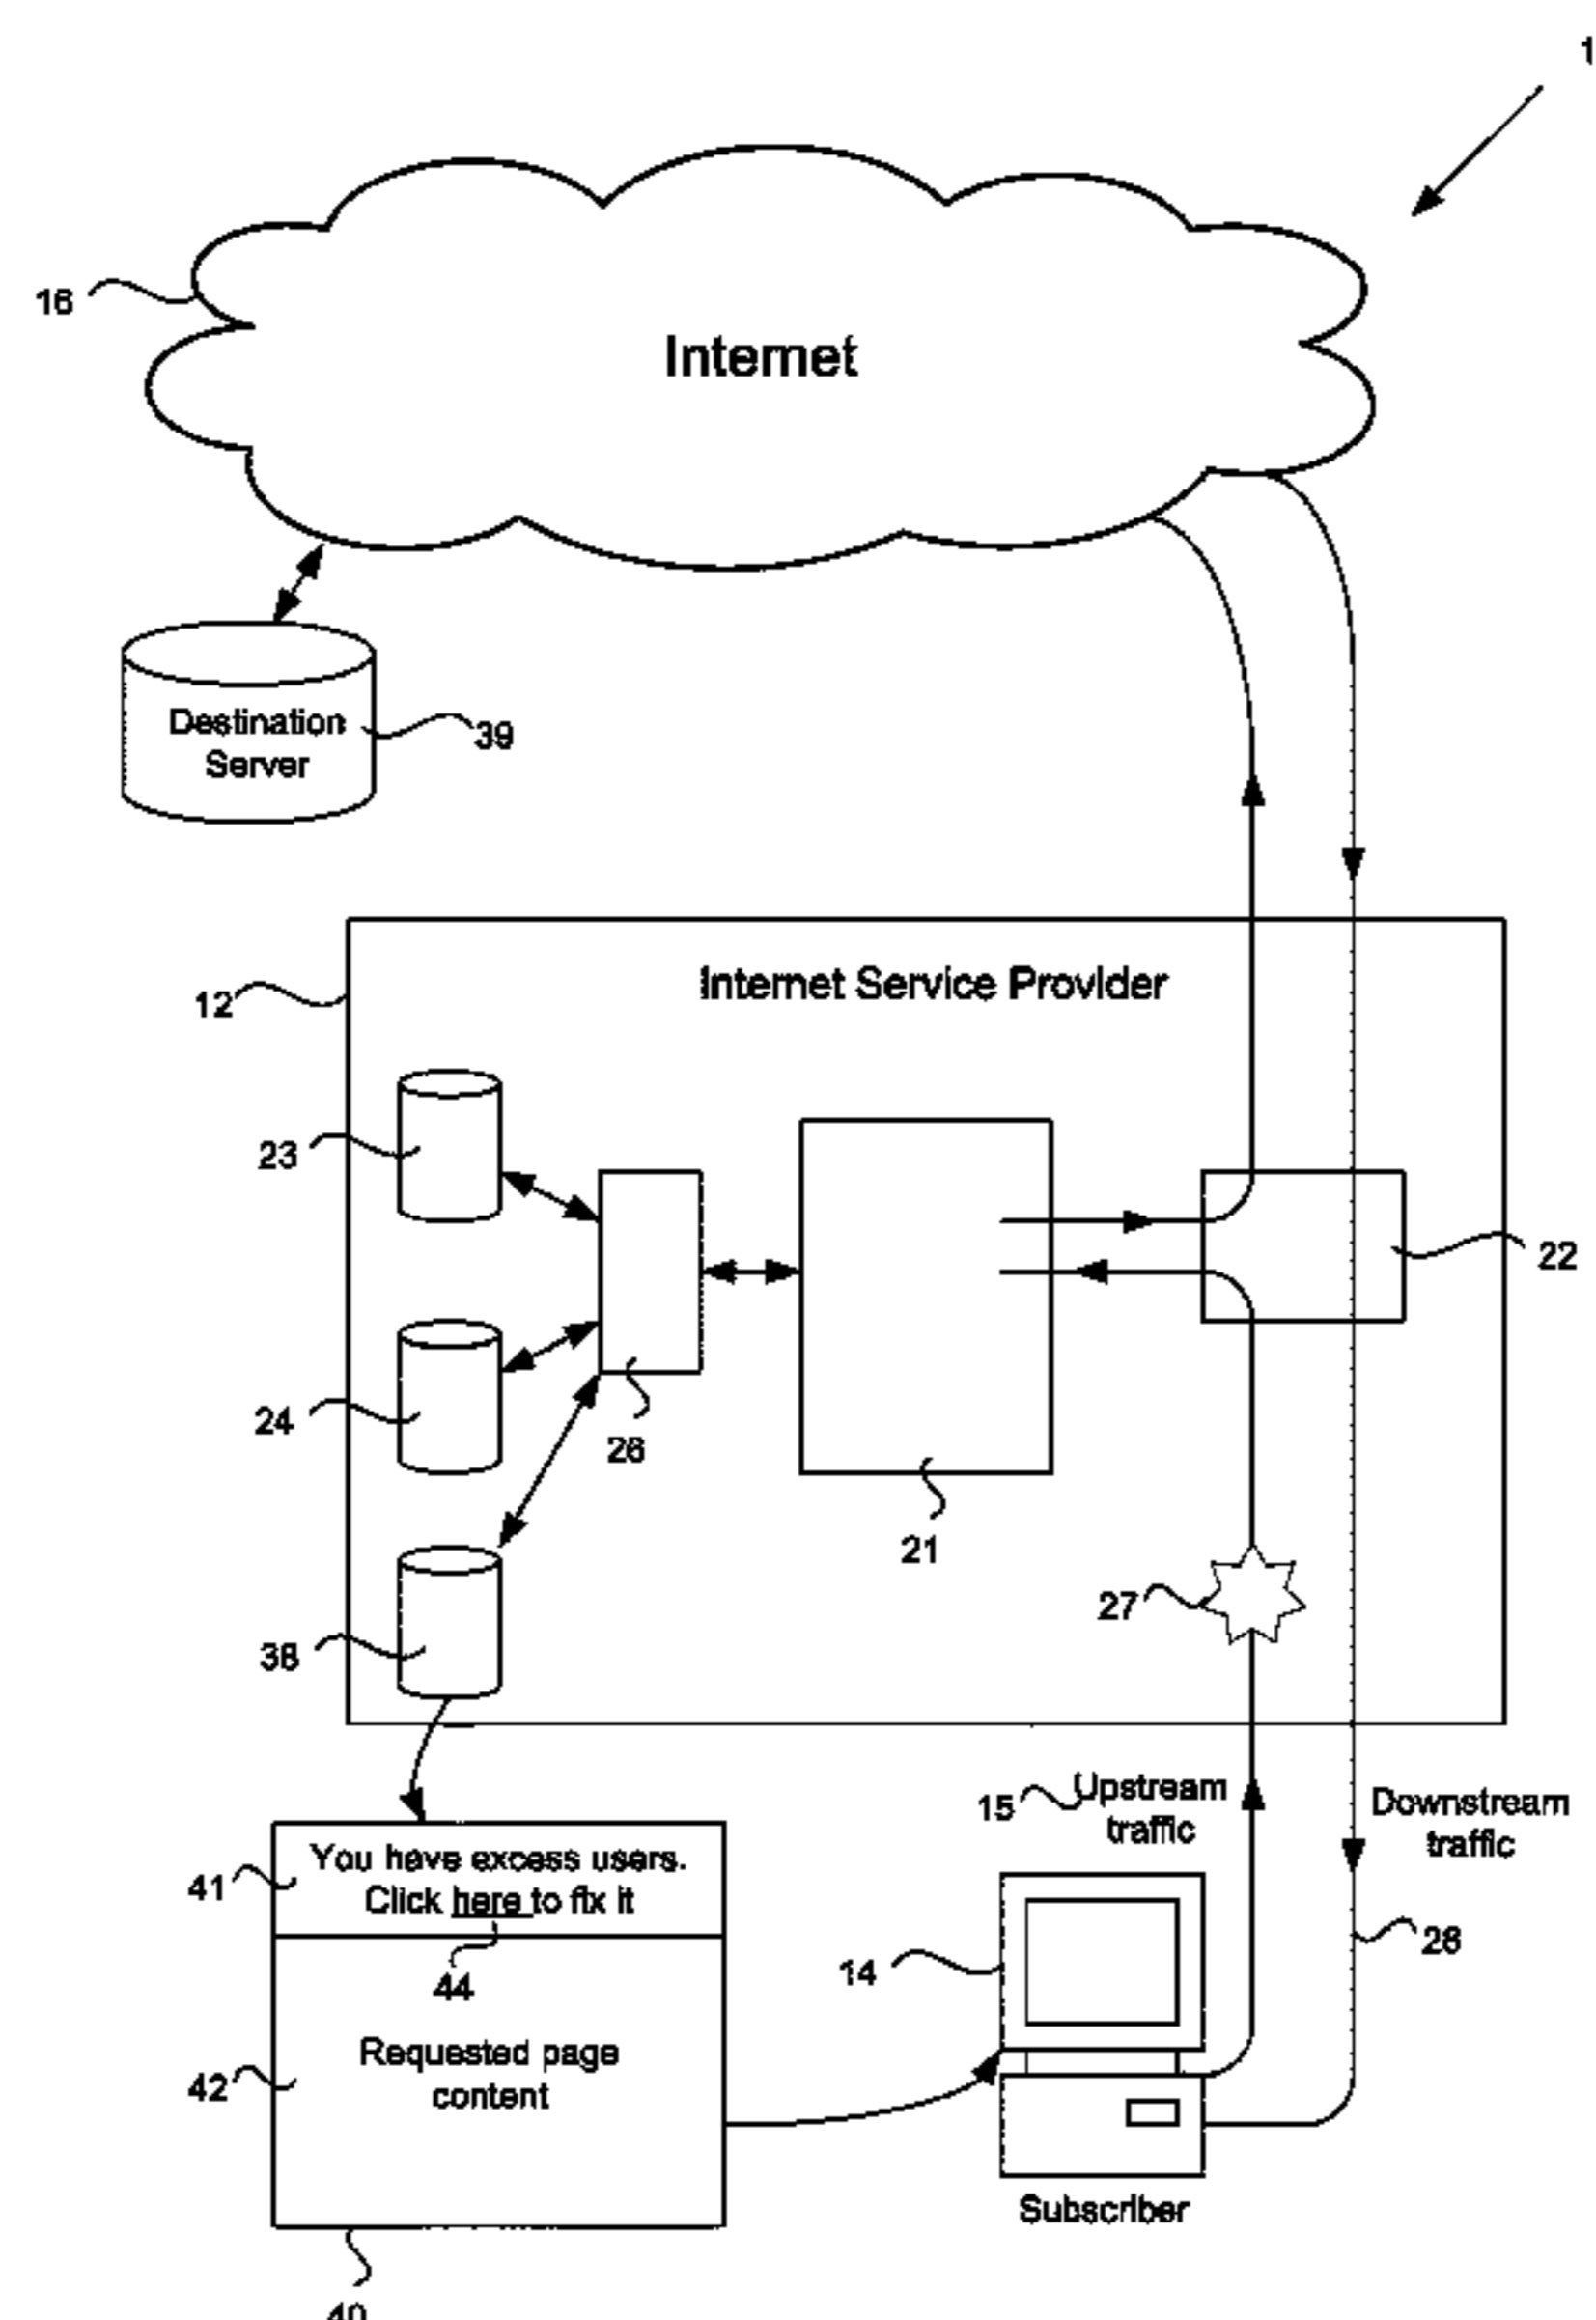 1
16
Internet
Destination
Server
39
12
Internet Service Provider
23
22
24
26
21
27
38
15
Upstream
traffic
Downstream
traffic
You have excess users.
Click here to fix it
41
44
14
26
Requested page
content
42
Subscriber
40